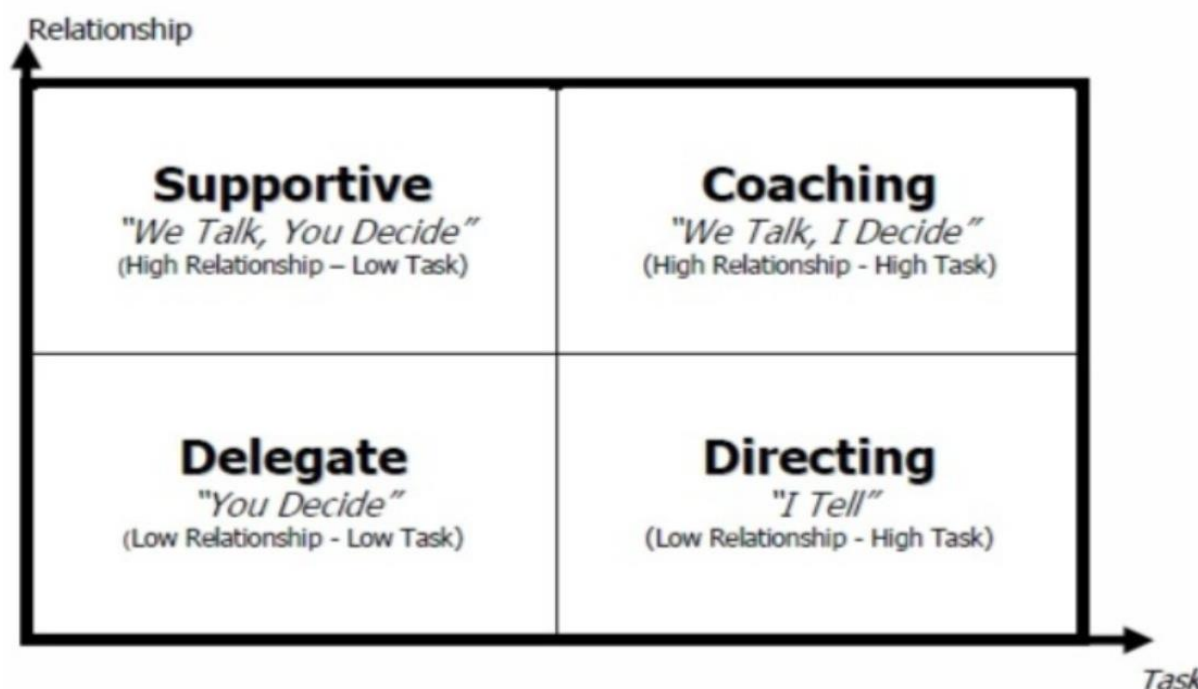 Relationship
Supportive
"We Talk, You Decide"
(High Relationship – Low Task)
Coaching
"We Talk, I Decide"
(High Relationship - High Task)
Delegate
"You Decide"
(Low Relationship - Low Task)
Directing
"I Tell"
(Low Relationship - High Task)
Task